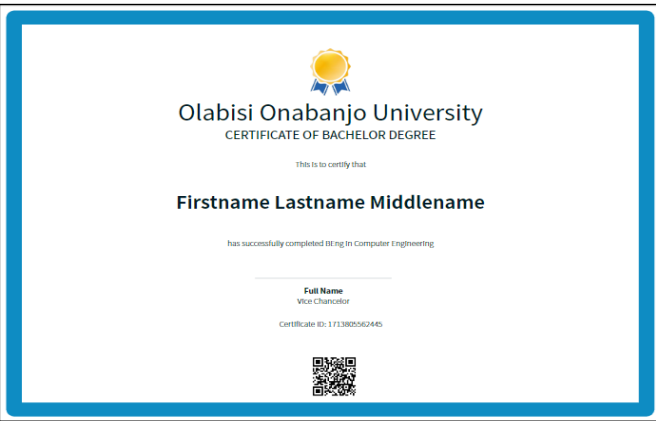 Olabisi Onabanjo University
CERTIFICATE OF BACHELOR DEGREE
This is to certify that
Firstname Lastname Middlename
has successfully completed BEng in Computer Engineering
Full Name
Vice Chancelor
Certificate ID: 1713805562445